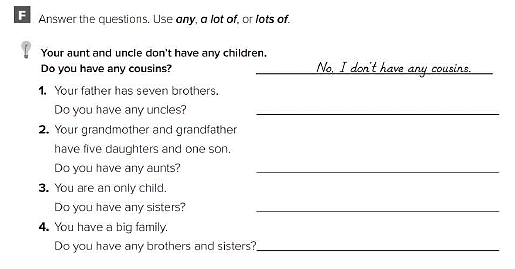 F Answer the questions. Use any, a lot of, or lots of.
Your aunt and uncle don't have any children.
Do you have any cousins? No, I don't have any cousins.
1. Your father has seven brothers.
Do you have any uncles?
2. Your grandmother and grandfather
have five daughters and one son.
Do you have any aunts?
3. You are an only child.
Do you have any sisters?
4. You have a big family.
Do you have any brothers and sisters?